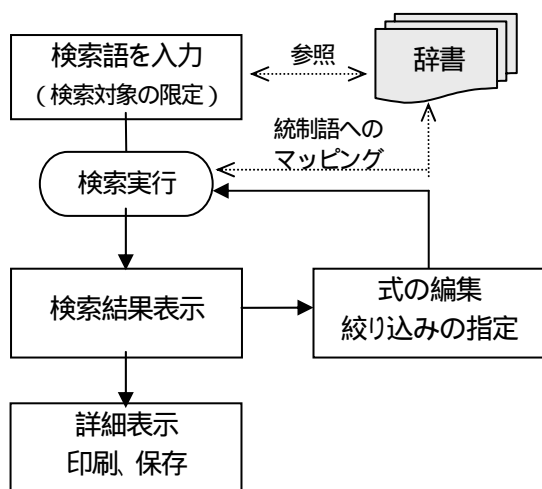 検索語を入力
(検索対象の限定)
参照
辞書
統制語への
マッピング
検索実行
検索結果表示
式の編集
絞り込みの指定
詳細表示
印刷、保存